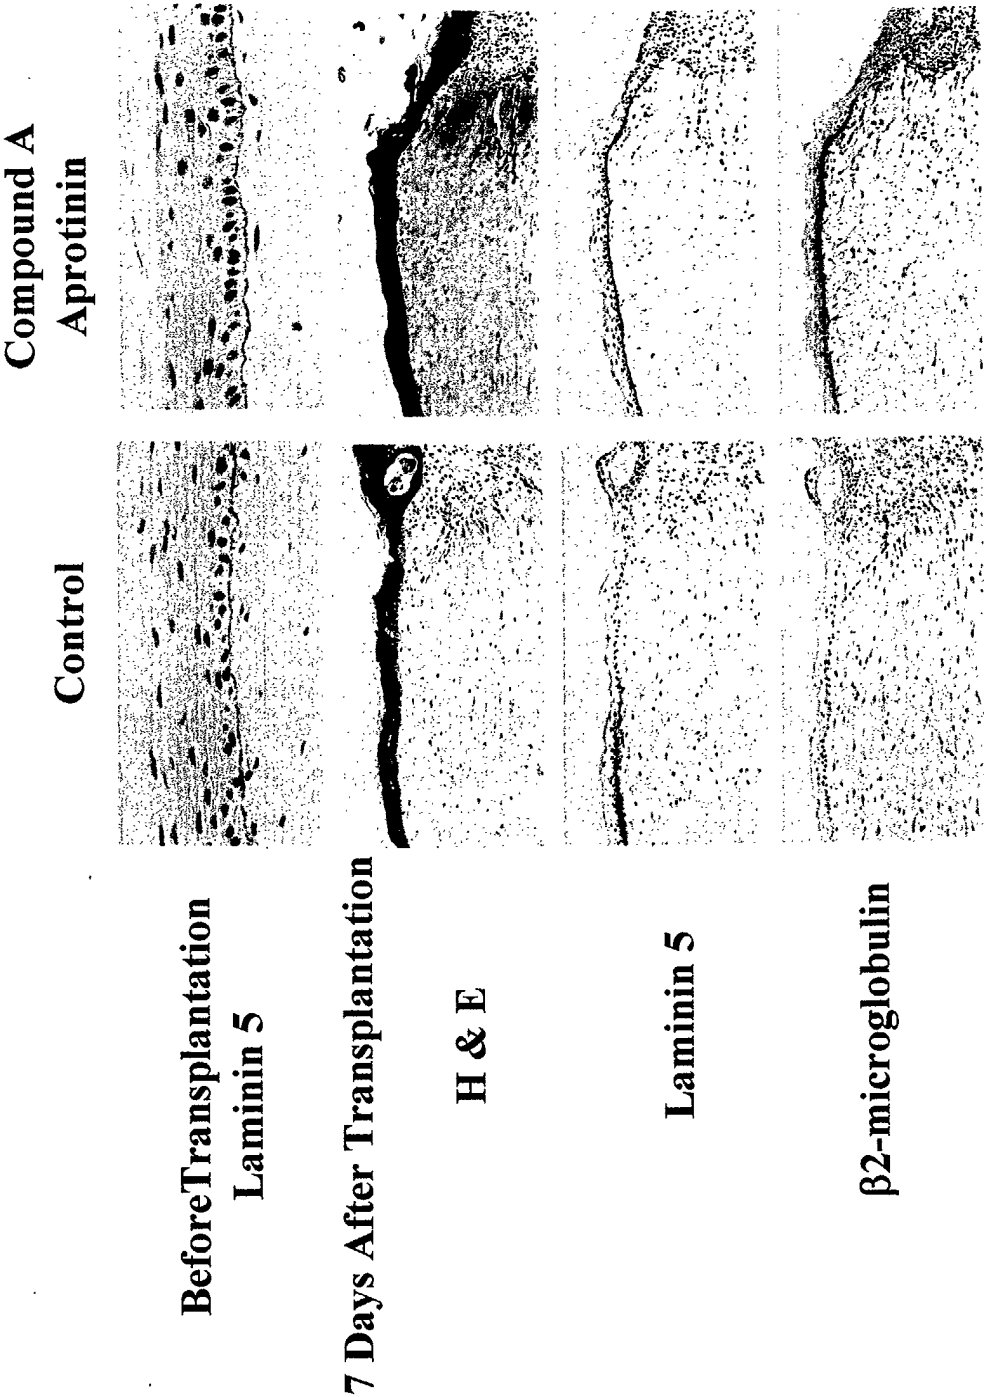 Control
Compound A
Aprotinin
BeforeTransplantation
Laminin 5
7 Days After Transplantation
H & E
Laminin 5
β2-microglobulin